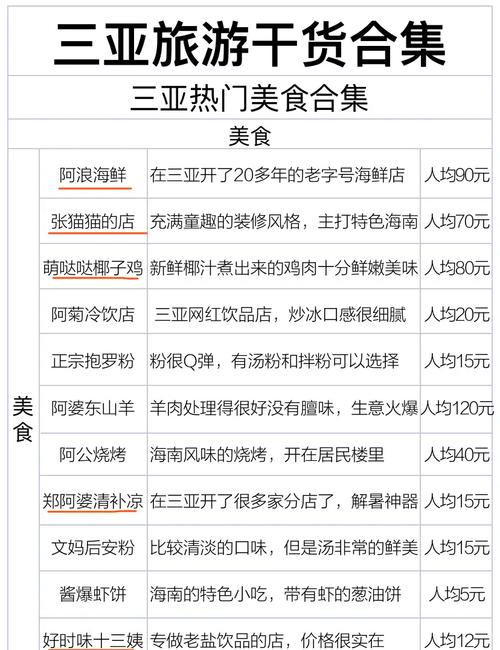 三亚旅游干货合集
三亚热门美食合集
美食
美食
阿浪海鲜 在三亚开了20多年的老字号海鲜店 人均90元
张猫猫的店 充满童趣的装修风格，主打特色海南 人均70元
萌哒哒椰子鸡 新鲜椰汁煮出来的鸡肉十分鲜嫩美味 人均80元
阿菊冷饮店 三亚网红饮品店，炒冰口感很细腻 人均20元
正宗抱罗粉 粉很Q弹，有汤粉和拌粉可以选择 人均15元
阿婆东山羊 羊肉处理得很好没有膻味，生意火爆 人均120元
阿公烧烤 海南风味的烧烤，开在居民楼里 人均40元
郑阿婆清补凉 在三亚开了很多家分店了，解暑神器 人均15元
文妈后安粉 比较清淡的口味，但是汤非常的鲜美 人均15元
酱爆虾饼 海南的特色小吃，带有虾的葱油饼 人均5元
好时味十三姨 专做老盐饮品的店，价格很实在 人均12元